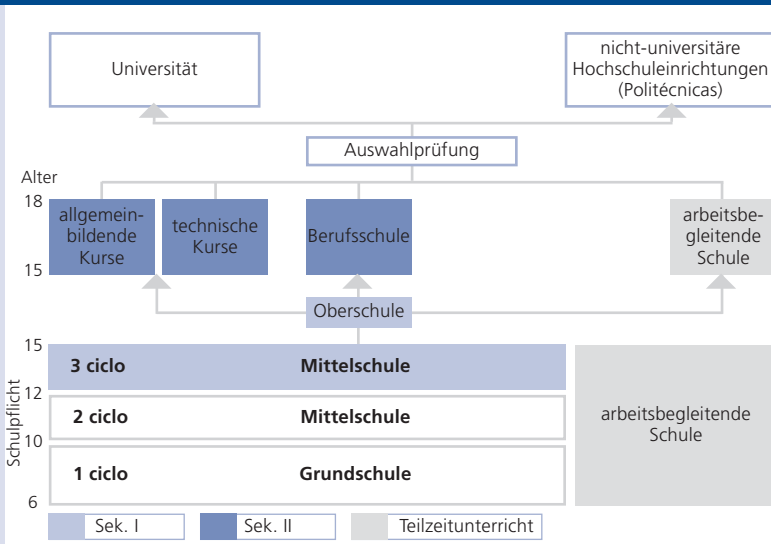 Universität
nicht-universitäre
Hochschuleinrichtungen
(Politécnicas)
Auswahlprüfung
Alter
18
allgemein-
bildende
Kurse
technische
Kurse
Berufsschule
arbeitsbe-
gleitende
Schule
15
Oberschule
15
3 ciclo Mittelschule
12
2 ciclo Mittelschule
arbeitsbegleitende
Schule
10
1 ciclo Grundschule
6
Schulpflicht
Sek. I Sek. II Teilzeitunterricht